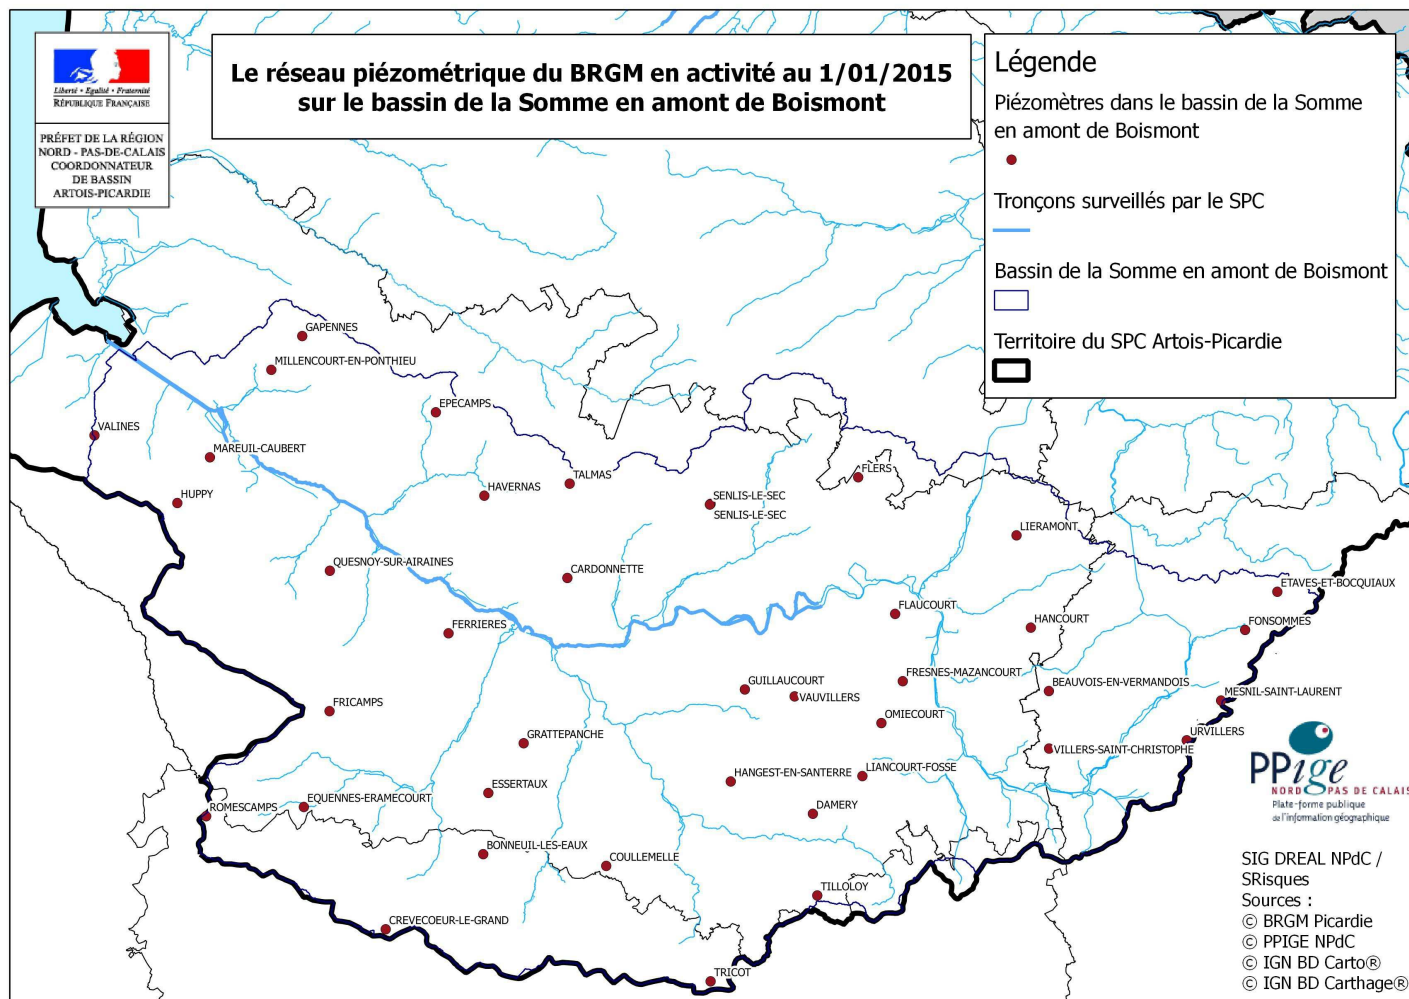 Liberté • Egalité • Fraternité
RÉPUBLIQUE FRANÇAISE
PRÉFET DE LA RÉGION
NORD - PAS-DE-CALAIS
COORDONNATEUR
DE BASSIN
ARTOIS-PICARDIE
Le réseau piézométrique du BRGM en activité au 1/01/2015
sur le bassin de la Somme en amont de Boismont
Légende
Piézomètres dans le bassin de la Somme
en amont de Boismont
Tronçons surveillés par le SPC
Bassin de la Somme en amont de Boismont
Territoire du SPC Artois-Picardie
GAPENNES
MILLENCOURT-EN-PONTHIEU
EPECAMPS
VALINES
MAREUIL-CAUBERT
FLERS
TALMAS
HAVERNAS
HUPPY
SENLIS-LE-SEC
SENLIS-LE-SEC
LIERAMONT
QUESNOY-SUR-AIRAINES
CARDONNETTE
ETAVES-ET-BOCQUIAUX
FLAUCOURT
HANCOURT
FERRIERES
FONSOMMES
FRESNES-MAZANCOURT
GUILLAUCOURT
BEAUVOIS-EN-VERMANDOIS
VAUVILLERS
MESNIL-SAINT-LAURENT
FRICAMPS
OMIECOURT
GRATTEPANCHE
URVILLERS
VILLERS-SAINT-CHRISTOPHE
LIANCOURT-FOSSE
HANGEST-EN-SANTERRE
ESSERTAUX
EQUENNES-ERAMECOURT
ROMESCAMPS
DAMERY
BONNEUIL-LES-EAUX
COULLEMELLE
TILLOLOY
CREVECOEUR-LE-GRAND
TRICOT
PPige
NORD PAS DE CALAIS
Plate-forme publique
de l'information géographique
SIG DREAL NPdC /
SRisques
Sources :
© BRGM Picardie
© PPIGE NPdC
© IGN BD Carto®
© IGN BD Carthage®